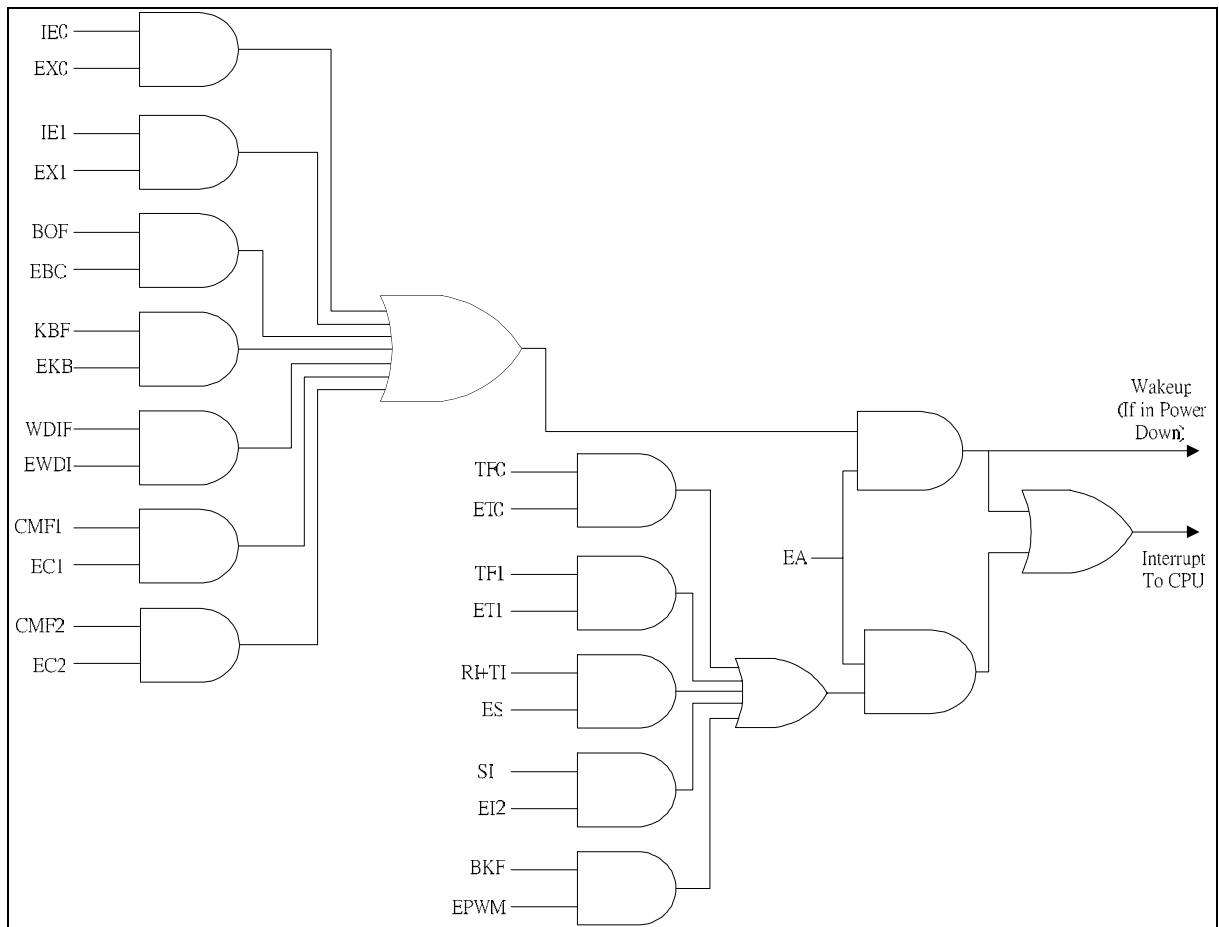 IE0
EX0
IE1
EX1
BOF
EBO
KBF
EKB
WDIF
EWDI
CMF1
EC1
CMF2
EC2
TF0
ET0
TF1
ET1
RI+TI
ES
SI
EI2
BKF
EPWM
EA
Wakeup
(If in Power
Down)
Interrupt
To CPU